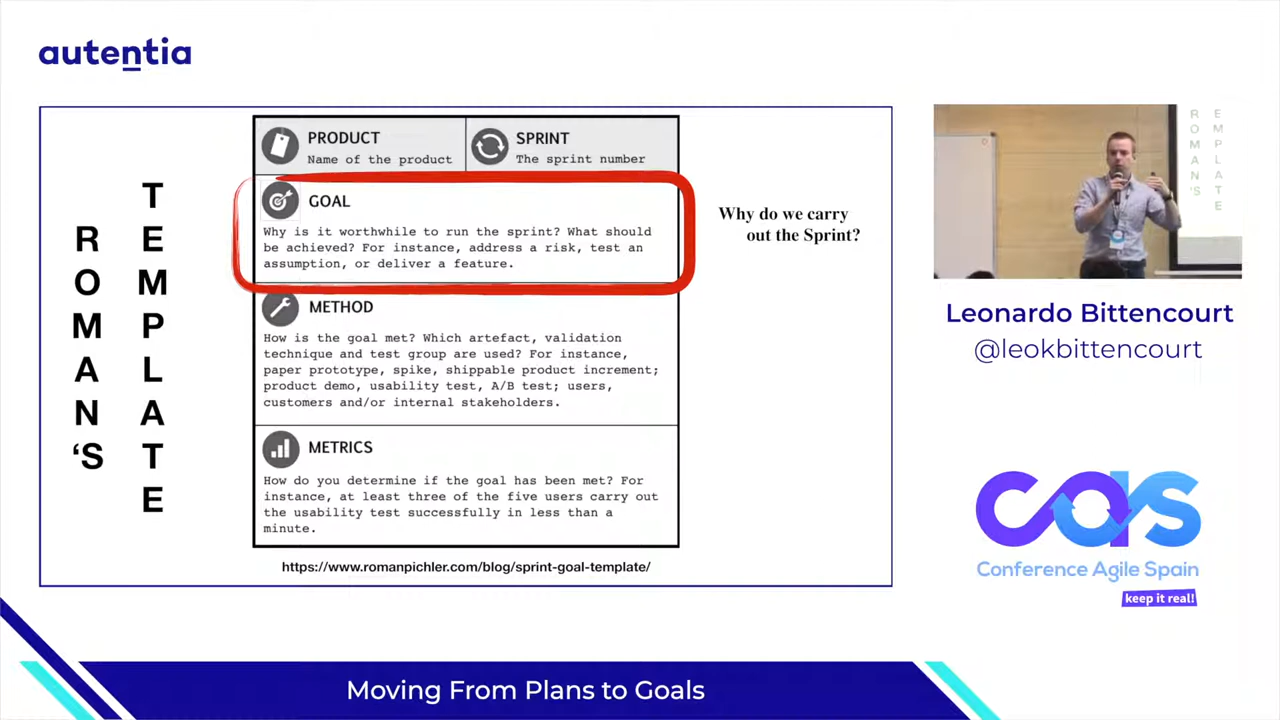 autentia
ROMAN'S
TEMPLATE
PRODUCT
Name of the product
SPRINT
The sprint number
GOAL
Why is it worthwhile to run the sprint? What should
be achieved? For instance, address a risk, test an
assumption, or deliver a feature.
METHOD
How is the goal met? Which artefact, validation
technique and test group are used? For instance,
paper prototype, spike, shippable product increment;
product demo, usability test, A/B test; users,
customers and/or internal stakeholders.
METRICS
How do you determine if the goal has been met? For
instance, at least three of the five users carry out
the usability test successfully in less than a
minute.
https://www.romanpichler.com/blog/sprint-goal-template/
Why do we carry
out the Sprint?
ROMAN'S
EMPLATE
Leonardo Bittencourt
@leokbittencourt
cas
Conference Agile Spain
keep it real!
Moving From Plans to Goals